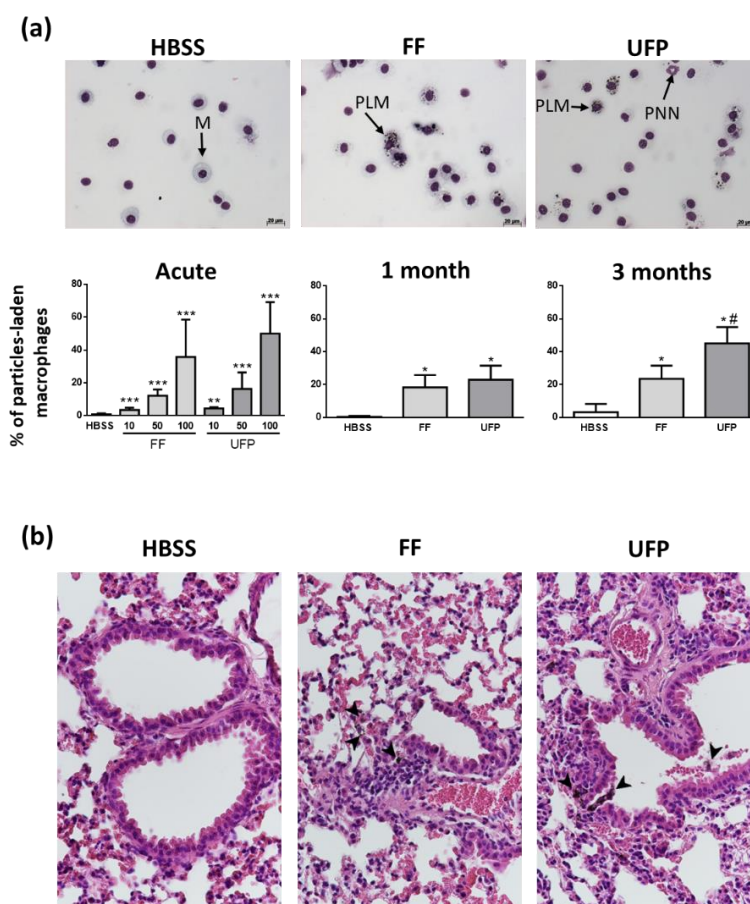 (a)
HBSS FF UFP
M PLM PLM PNN
20 µm 20 µm 20 µm
Acute 1 month 3 months
% of particles-laden
macrophages
80 80 80
60 60 60
40 40 40
20 20 20
0 0 0
*** *** *** ** *** *** * * * *#
HBSS 10 50 100 10 50 100 HBSS FF UFP HBSS FF UFP
FF UFP
(b)
HBSS FF UFP